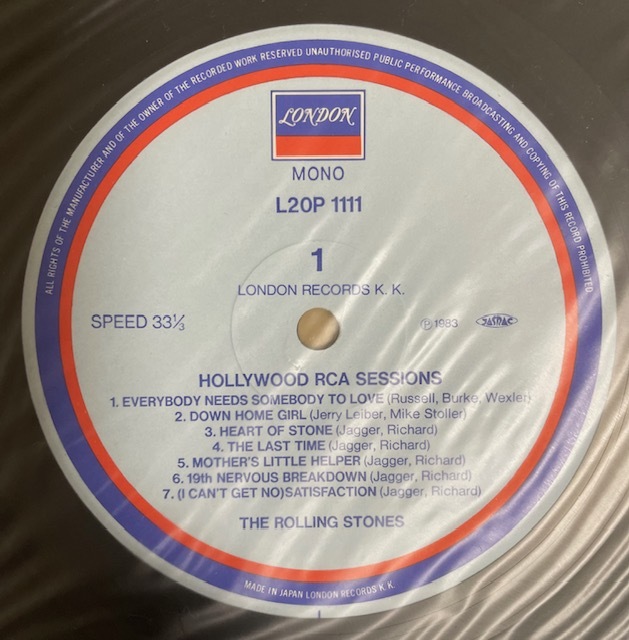 ALL RIGHTS OF THE MANUFACTURER AND OF THE OWNER OF THE RECORDED WORK RESERVED UNAUTHORISED PUBLIC PERFORMANCE BROADCASTING AND COPYING OF THIS RECORD PROHIBITED
LONDON
MONO
L20P 1111
1
LONDON RECORDS K. K.
SPEED 33⅓
℗1983 JASRAC
HOLLYWOOD RCA SESSIONS
1. EVERYBODY NEEDS SOMEBODY TO LOVE (Russell, Burke, Wexler)
2. DOWN HOME GIRL (Jerry Leiber, Mike Stoller)
3. HEART OF STONE (Jagger, Richard)
4. THE LAST TIME (Jagger, Richard)
5. MOTHER'S LITTLE HELPER (Jagger, Richard)
6. 19th NERVOUS BREAKDOWN (Jagger, Richard)
7. (I CAN'T GET NO)SATISFACTION (Jagger, Richard)
THE ROLLING STONES
MADE IN JAPAN LONDON RECORDS K.K.